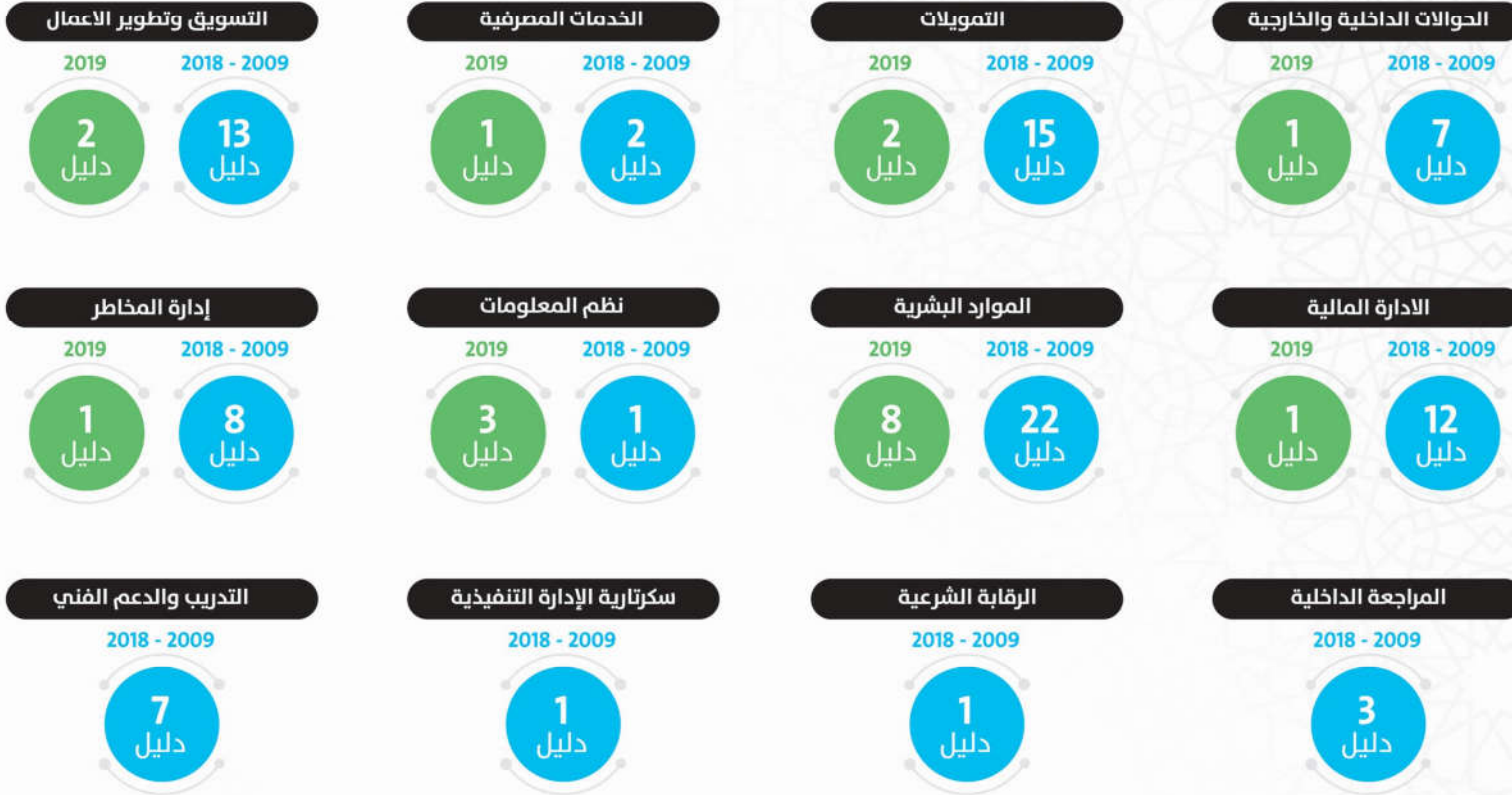 الحوالات الداخلية والخارجية
2009 - 2018
2019
7
دليل
1
دليل
التمويلات
2009 - 2018
2019
15
دليل
2
دليل
الخدمات المصرفية
2009 - 2018
2019
2
دليل
1
دليل
التسويق وتطوير الاعمال
2009 - 2018
2019
13
دليل
2
دليل
الادارة المالية
2009 - 2018
2019
12
دليل
1
دليل
الموارد البشرية
2009 - 2018
2019
22
دليل
8
دليل
نظم المعلومات
2009 - 2018
2019
1
دليل
3
دليل
إدارة المخاطر
2009 - 2018
2019
8
دليل
1
دليل
المراجعة الداخلية
2009 - 2018
3
دليل
الرقابة الشرعية
2009 - 2018
1
دليل
سكرتارية الإدارة التنفيذية
2009 - 2018
1
دليل
التدريب والدعم الفني
2009 - 2018
7
دليل